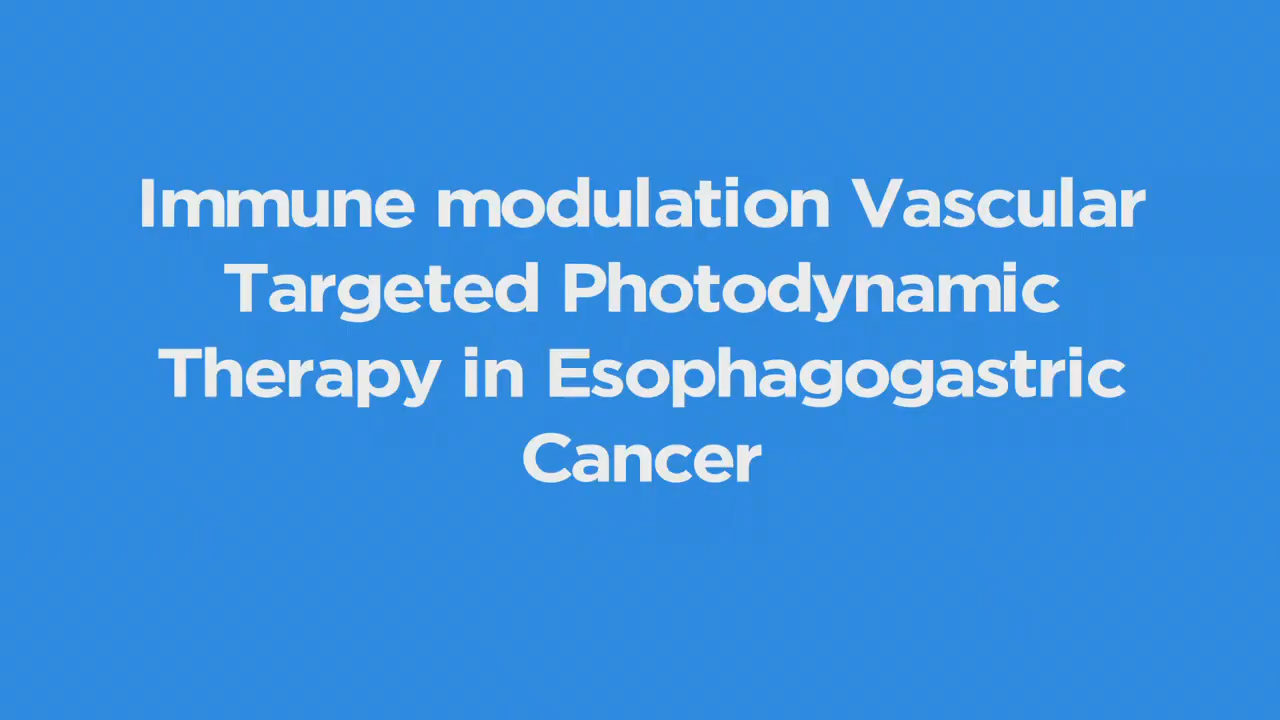 Immune modulation Vascular
Targeted Photodynamic
Therapy in Esophagogastric
Cancer